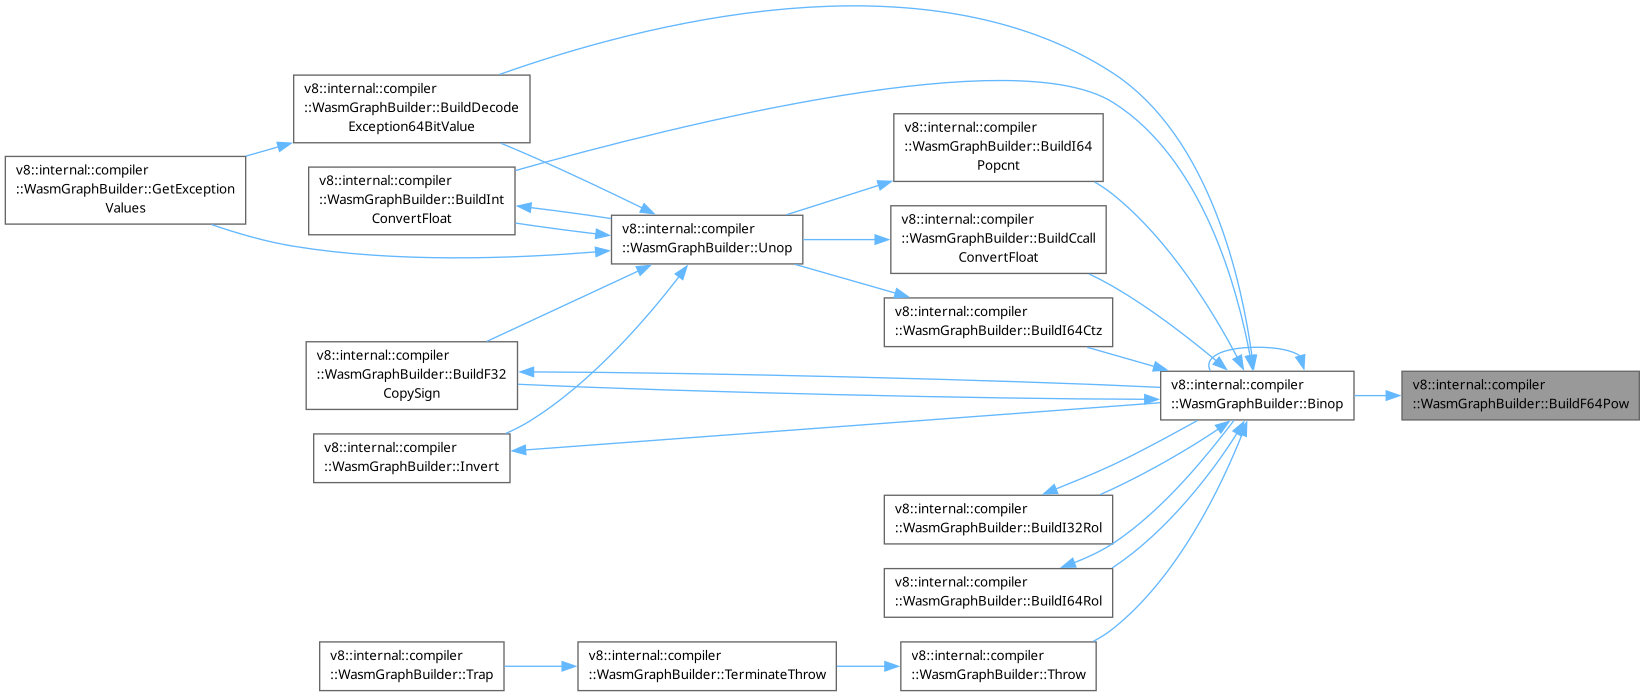 v8::internal::compiler
::WasmGraphBuilder::BuildDecode
Exception64BitValue
v8::internal::compiler
::WasmGraphBuilder::GetException
Values
v8::internal::compiler
::WasmGraphBuilder::BuildInt
ConvertFloat
v8::internal::compiler
::WasmGraphBuilder::Unop
v8::internal::compiler
::WasmGraphBuilder::BuildI64
Popcnt
v8::internal::compiler
::WasmGraphBuilder::BuildCcall
ConvertFloat
v8::internal::compiler
::WasmGraphBuilder::BuildI64Ctz
v8::internal::compiler
::WasmGraphBuilder::BuildF32
CopySign
v8::internal::compiler
::WasmGraphBuilder::Binop
v8::internal::compiler
::WasmGraphBuilder::BuildF64Pow
v8::internal::compiler
::WasmGraphBuilder::Invert
v8::internal::compiler
::WasmGraphBuilder::BuildI32Rol
v8::internal::compiler
::WasmGraphBuilder::BuildI64Rol
v8::internal::compiler
::WasmGraphBuilder::Trap
v8::internal::compiler
::WasmGraphBuilder::TerminateThrow
v8::internal::compiler
::WasmGraphBuilder::Throw